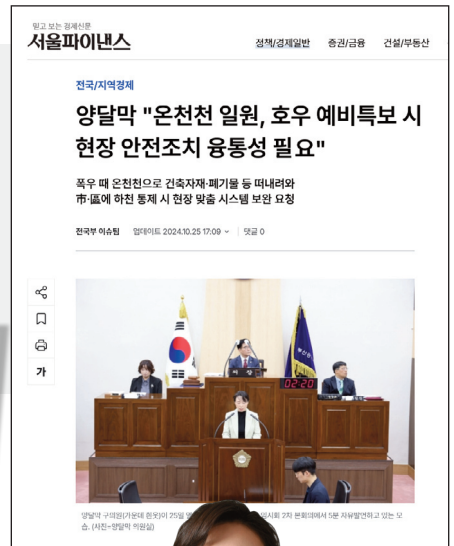 믿고 보는 경제신문
서울파이낸스
정책/경제일반 증권/금융 건설/부동산
전국/지역경제
양달막 "온천천 일원, 호우 예비특보 시
현장 안전조치 융통성 필요"
폭우 때 온천천으로 건축자재·폐기물 등 떠내려와
市·區에 하천 통제 시 현장 맞춤 시스템 보완 요청
전국부 이슈팀 업데이트 2024.10.25 17:09 댓글 0
가
의장
02:20
양달막 구의원(가운데 흰옷)이 25일 열 시회 2차 본회의에서 5분 자유발언하고 있는 모
습. (사진=양달막 의원실)